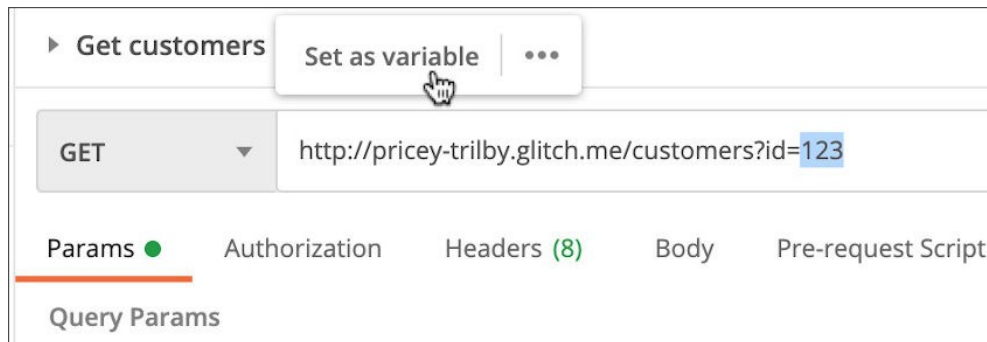 Get customers
Set as variable
GET
http://pricey-trilby.glitch.me/customers?id=123
Params Authorization Headers (8) Body Pre-request Script
Query Params